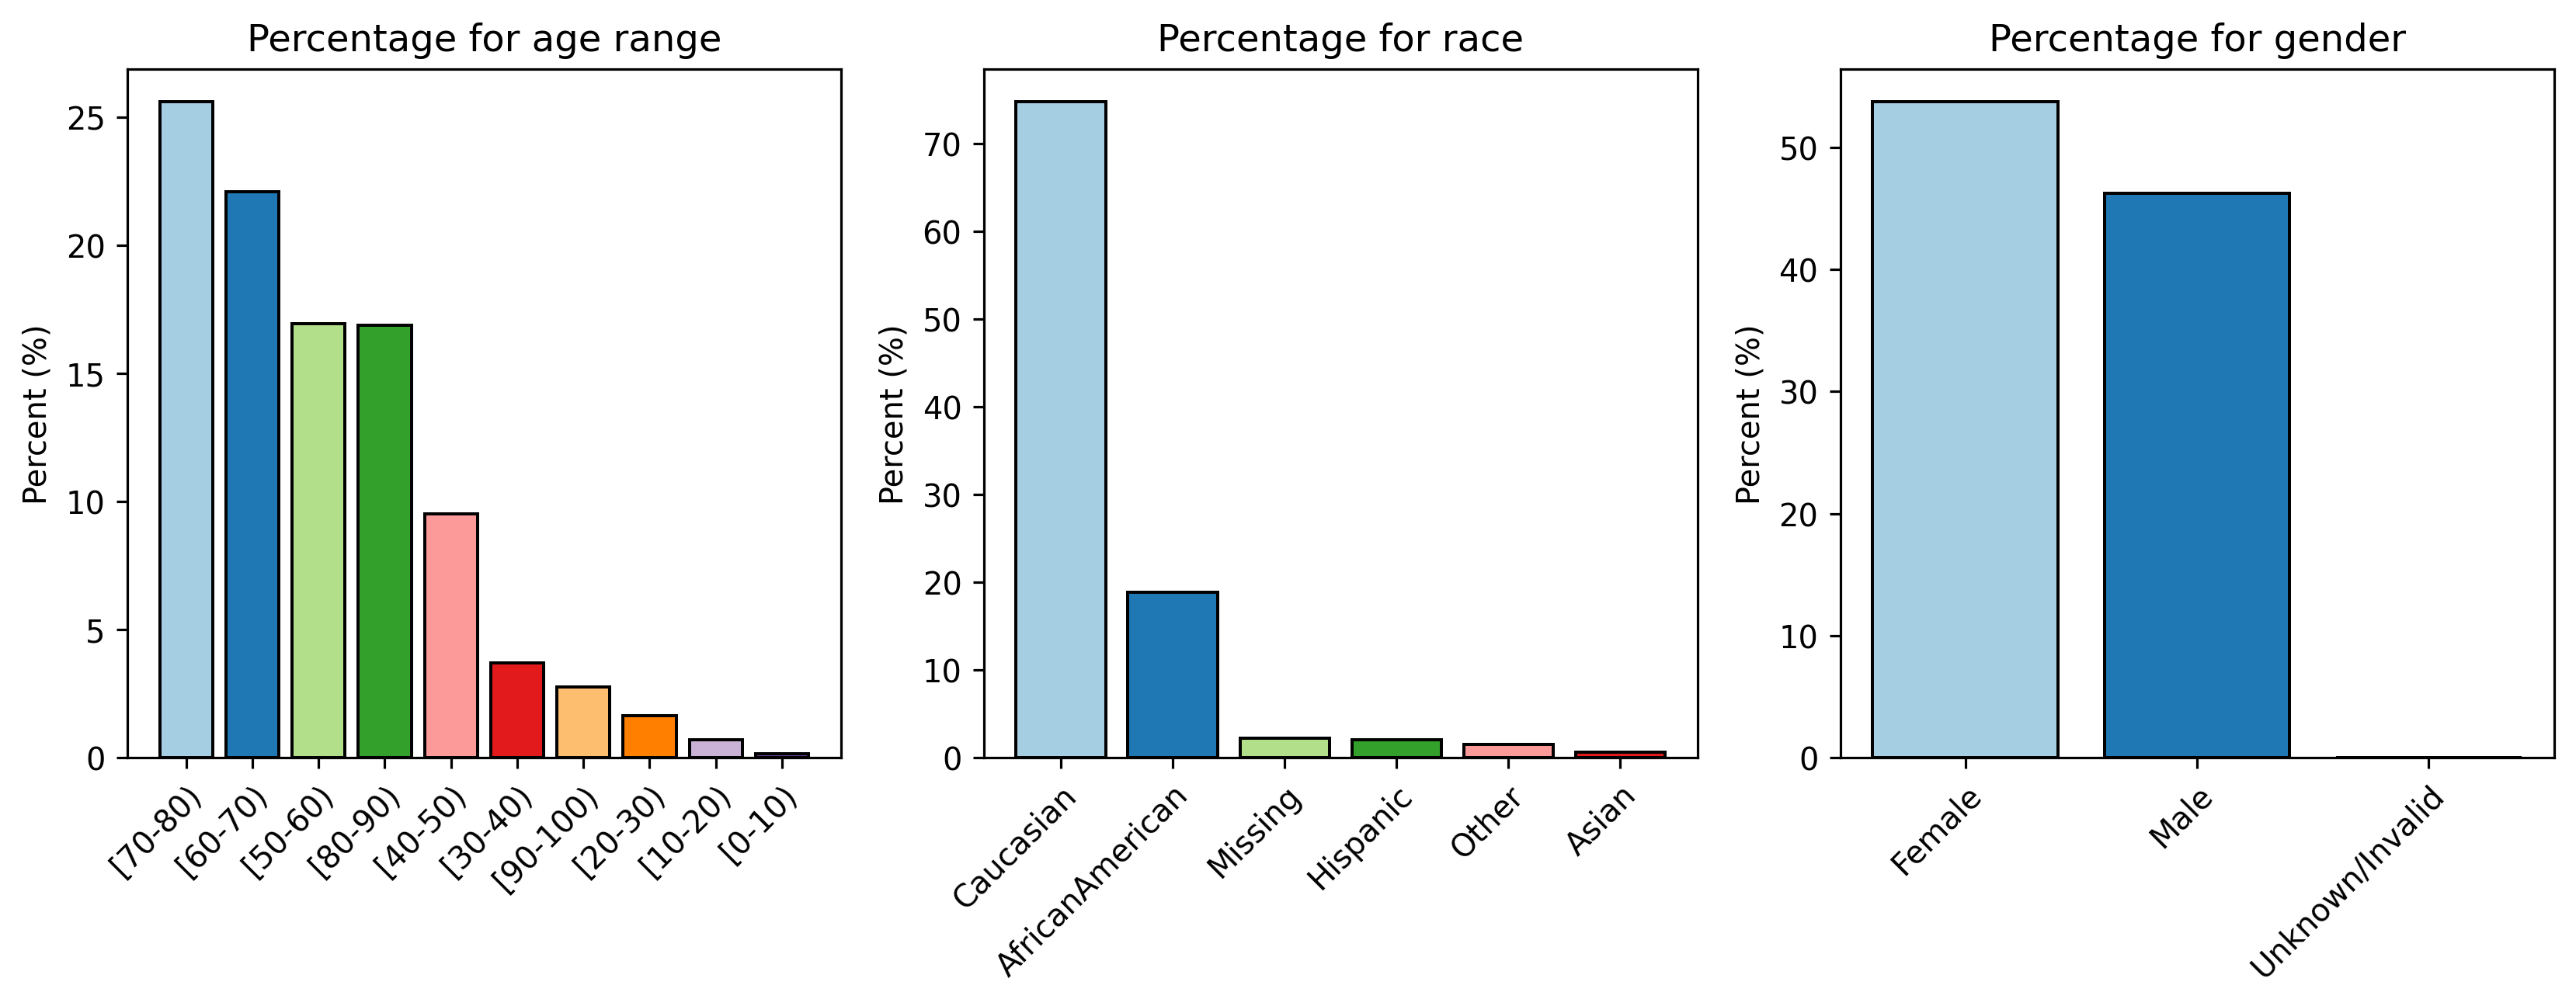 Percentage for age range
Percent (%)
25
20
15
10
5
0
[70-80)
[60-70)
[50-60)
[80-90)
[40-50)
[30-40)
[90-100)
[20-30)
[10-20)
[0-10)
Percentage for race
Percent (%)
70
60
50
40
30
20
10
0
Caucasian
AfricanAmerican
Missing
Hispanic
Other
Asian
Percentage for gender
Percent (%)
50
40
30
20
10
0
Female
Male
Unknown/Invalid